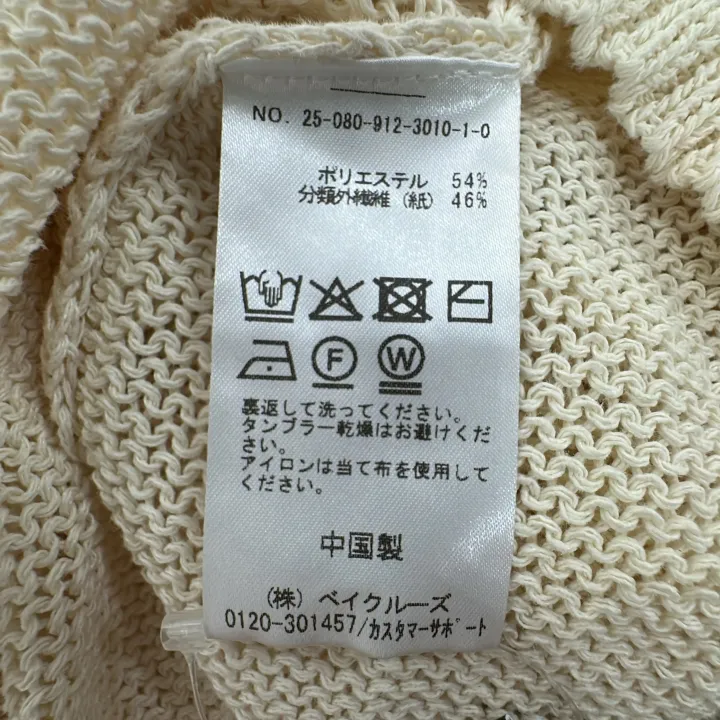 NO. 25-080-912-3010-1-0
ポリエステル 54%
分類外繊維（紙）46%
F W
裏返して洗ってください。
タンブラー乾燥はお避けくだ
さい。
アイロンは当て布を使用して
ください。
中国製
（株）ベイクルーズ
0120-301457/カスタマーサポート